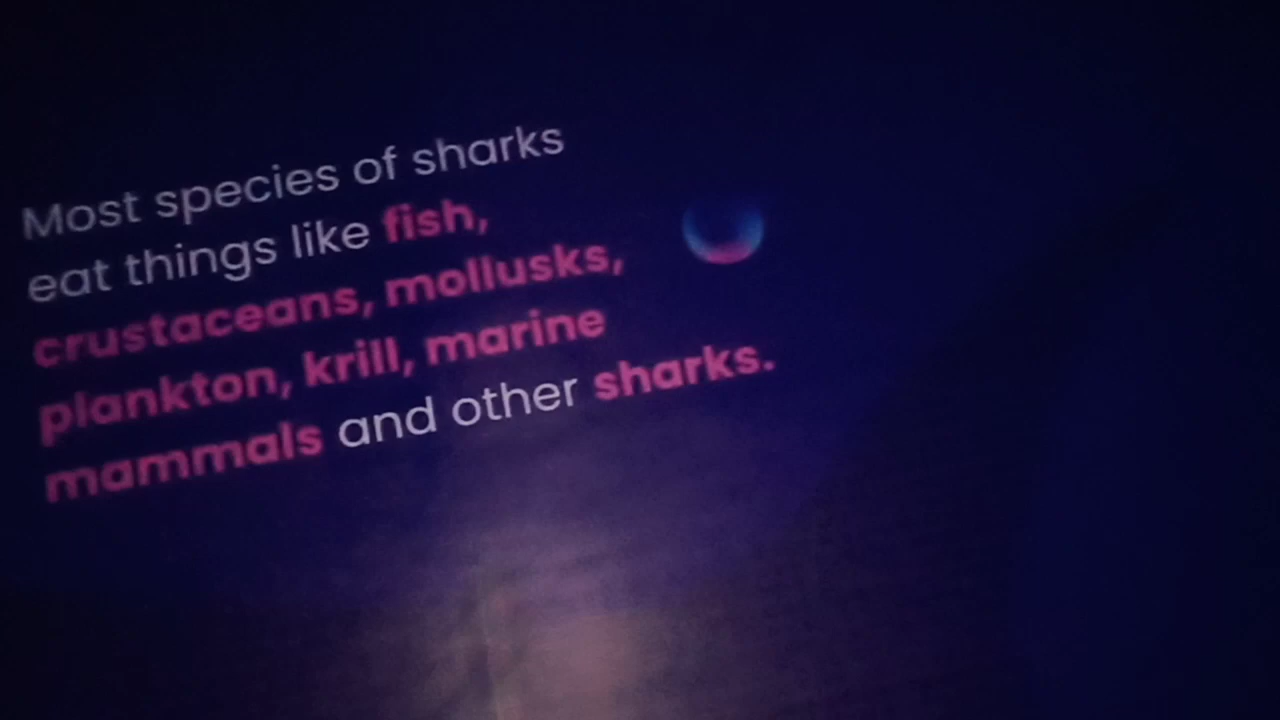 Most species of sharks
eat things like fish,
crustaceans, mollusks,
plankton, krill, marine
mammals and other sharks.